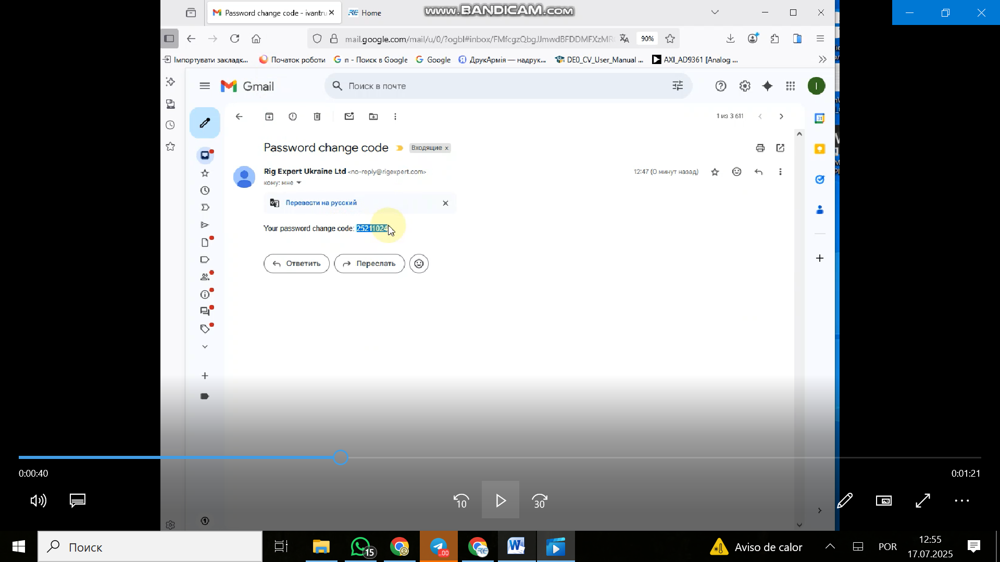 Password change code - ivantru
Home
www.BANDICAM.com
mail.google.com/mail/u/0/?ogbl#inbox/FMfcgzQbgJJmwdBFDDMFXzMR
90%
Імпортувати закладк...
Початок роботи
п - Поиск в Google
Google
ДрукАрмія — надрук...
DE0_CV_User_Manual ...
AXI_AD9361 [Analog ...
Gmail
Поиск в почте
I
1 из 3 611
31
Password change code
Входящие x
Rig Expert Ukraine Ltd <no-reply@rigexpert.com>
12:47 (0 минут назад)
кому: мне
Перевести на русский
Your password change code: 25211024
Ответить
Переслать
0:00:40
0:01:21
10
30
Поиск
15
.00
Aviso de calor
POR
12:55
17.07.2025